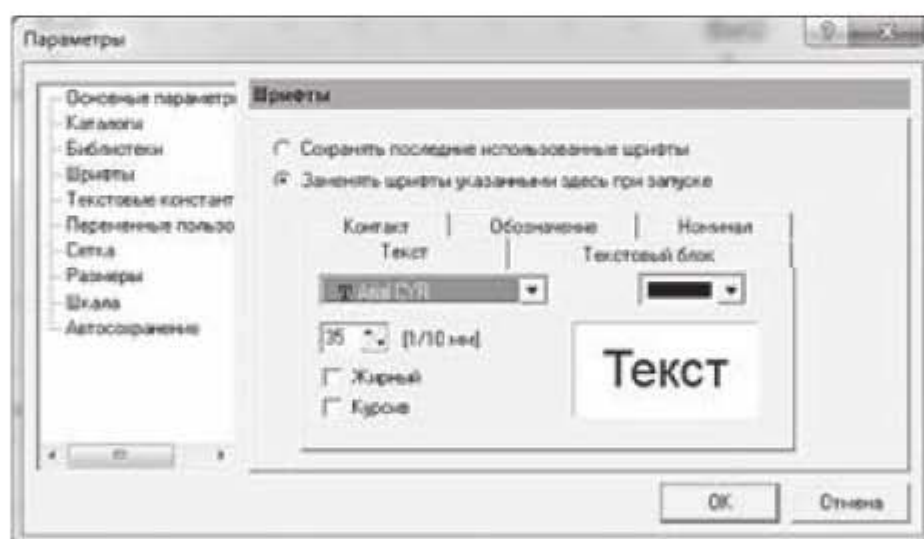 Параметры
Основные параметры
Каталоги
Библиотеки
Шрифты
Текстовые констант
Переменные пользо
Сетка
Размеры
Шкала
Автосохранение
Шрифты
Сохранять последние использованные шрифты
Заменять шрифты указанными здесь при запуске
Контакт
Обозначение
Номинал
Текст
Текстовый блок
Arial CYR
35 [1/10 мм]
Жирный
Курсив
Текст
OK
Отмена